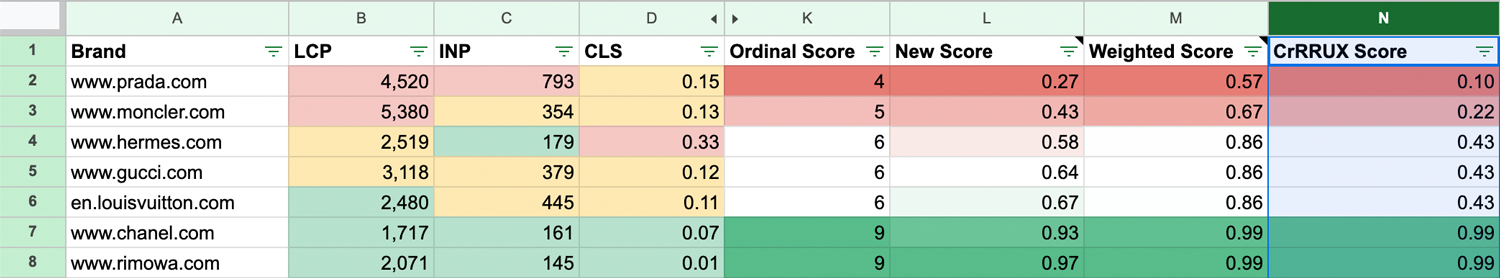 A B C D K L M N
1 Brand LCP INP CLS Ordinal Score New Score Weighted Score CrRRUX Score
2 www.prada.com 4,520 793 0.15 4 0.27 0.57 0.10
3 www.moncler.com 5,380 354 0.13 5 0.43 0.67 0.22
4 www.hermes.com 2,519 179 0.33 6 0.58 0.86 0.43
5 www.gucci.com 3,118 379 0.12 6 0.64 0.86 0.43
6 en.louisvuitton.com 2,480 445 0.11 6 0.67 0.86 0.43
7 www.chanel.com 1,717 161 0.07 9 0.93 0.99 0.99
8 www.rimowa.com 2,071 145 0.01 9 0.97 0.99 0.99